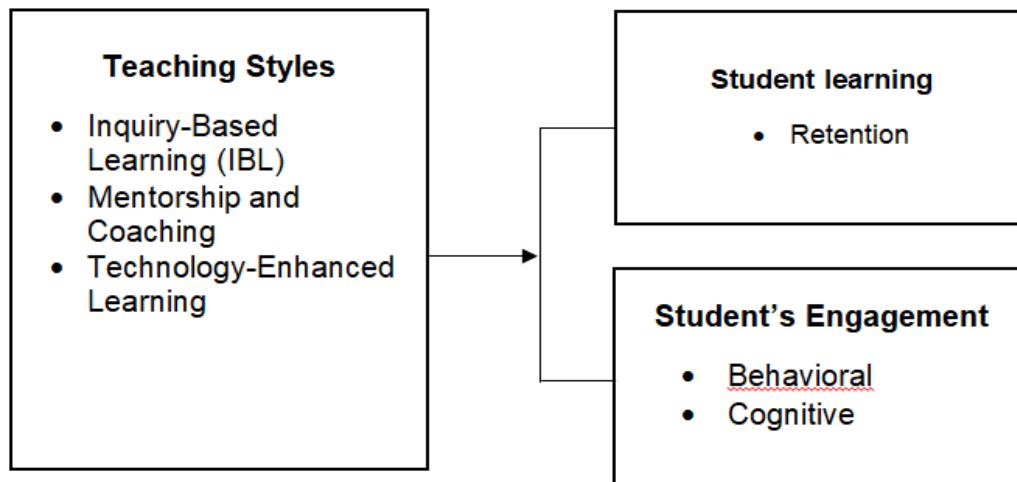 Teaching Styles
• Inquiry-Based
Learning (IBL)
• Mentorship and
Coaching
• Technology-Enhanced
Learning
Student learning
• Retention
Student’s Engagement
• Behavioral
• Cognitive